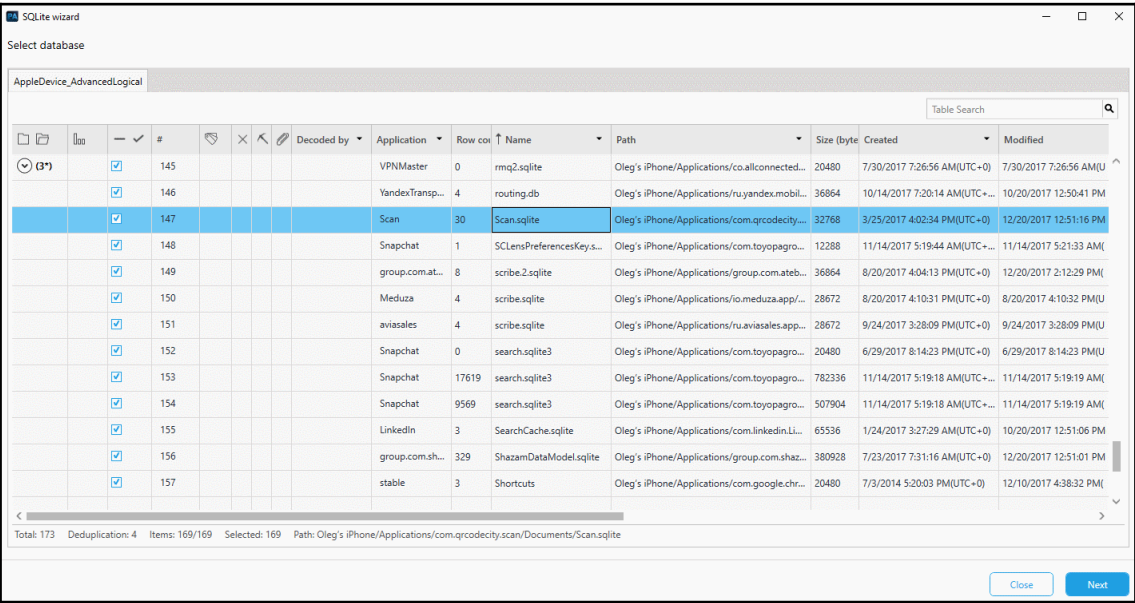 PA SQLite wizard
Select database
AppleDevice_AdvancedLogical
Table Search
# Decoded by Application Row cou Name Path Size (byte Created Modified
(3*) 145 VPNMaster 0 rmq2.sqlite Oleg's iPhone/Applications/co.allconnected... 20480 7/30/2017 7:26:56 AM(UTC+0) 7/30/2017 7:26:56 AM(U
146 YandexTransp... 4 routing.db Oleg's iPhone/Applications/ru.yandex.mobil... 36864 10/14/2017 7:20:14 AM(UTC+... 10/20/2017 12:50:41 PM
147 Scan 30 Scan.sqlite Oleg's iPhone/Applications/com.qrcodecity.... 32768 3/25/2017 4:02:34 PM(UTC+0) 12/20/2017 12:51:16 PM
148 Snapchat 1 SCLensPreferencesKey.s... Oleg's iPhone/Applications/com.toyopagro... 12288 11/14/2017 5:19:44 AM(UTC+... 11/14/2017 5:21:33 AM(
149 group.com.at... 8 scribe.2.sqlite Oleg's iPhone/Applications/group.com.ateb... 36864 8/20/2017 4:04:13 PM(UTC+0) 12/20/2017 2:12:29 PM(
150 Meduza 4 scribe.sqlite Oleg's iPhone/Applications/io.meduza.app/... 28672 8/20/2017 4:10:31 PM(UTC+0) 8/20/2017 4:10:32 PM(U
151 aviasales 4 scribe.sqlite Oleg's iPhone/Applications/ru.aviasales.app... 28672 9/24/2017 3:28:09 PM(UTC+0) 9/24/2017 3:28:09 PM(U
152 Snapchat 0 search.sqlite3 Oleg's iPhone/Applications/com.toyopagro... 20480 6/29/2017 8:14:23 PM(UTC+0) 6/29/2017 8:14:23 PM(U
153 Snapchat 17619 search.sqlite3 Oleg's iPhone/Applications/com.toyopagro... 782336 11/14/2017 5:19:18 AM(UTC+... 11/14/2017 5:19:19 AM(
154 Snapchat 9569 search.sqlite3 Oleg's iPhone/Applications/com.toyopagro... 507904 11/14/2017 5:19:18 AM(UTC+... 11/14/2017 5:19:19 AM(
155 LinkedIn 3 SearchCache.sqlite Oleg's iPhone/Applications/com.linkedin.Li... 65536 1/24/2017 3:27:29 AM(UTC+0) 10/20/2017 12:51:06 PM
156 group.com.sh... 329 ShazamDataModel.sqlite Oleg's iPhone/Applications/group.com.shaz... 380928 7/23/2017 7:31:16 AM(UTC+0) 12/20/2017 12:51:01 PM
157 stable 3 Shortcuts Oleg's iPhone/Applications/com.google.chr... 20480 7/3/2014 5:20:03 PM(UTC+0) 12/10/2017 4:38:32 PM(
Total: 173 Deduplication: 4 Items: 169/169 Selected: 169 Path: Oleg's iPhone/Applications/com.qrcodecity.scan/Documents/Scan.sqlite
Close Next